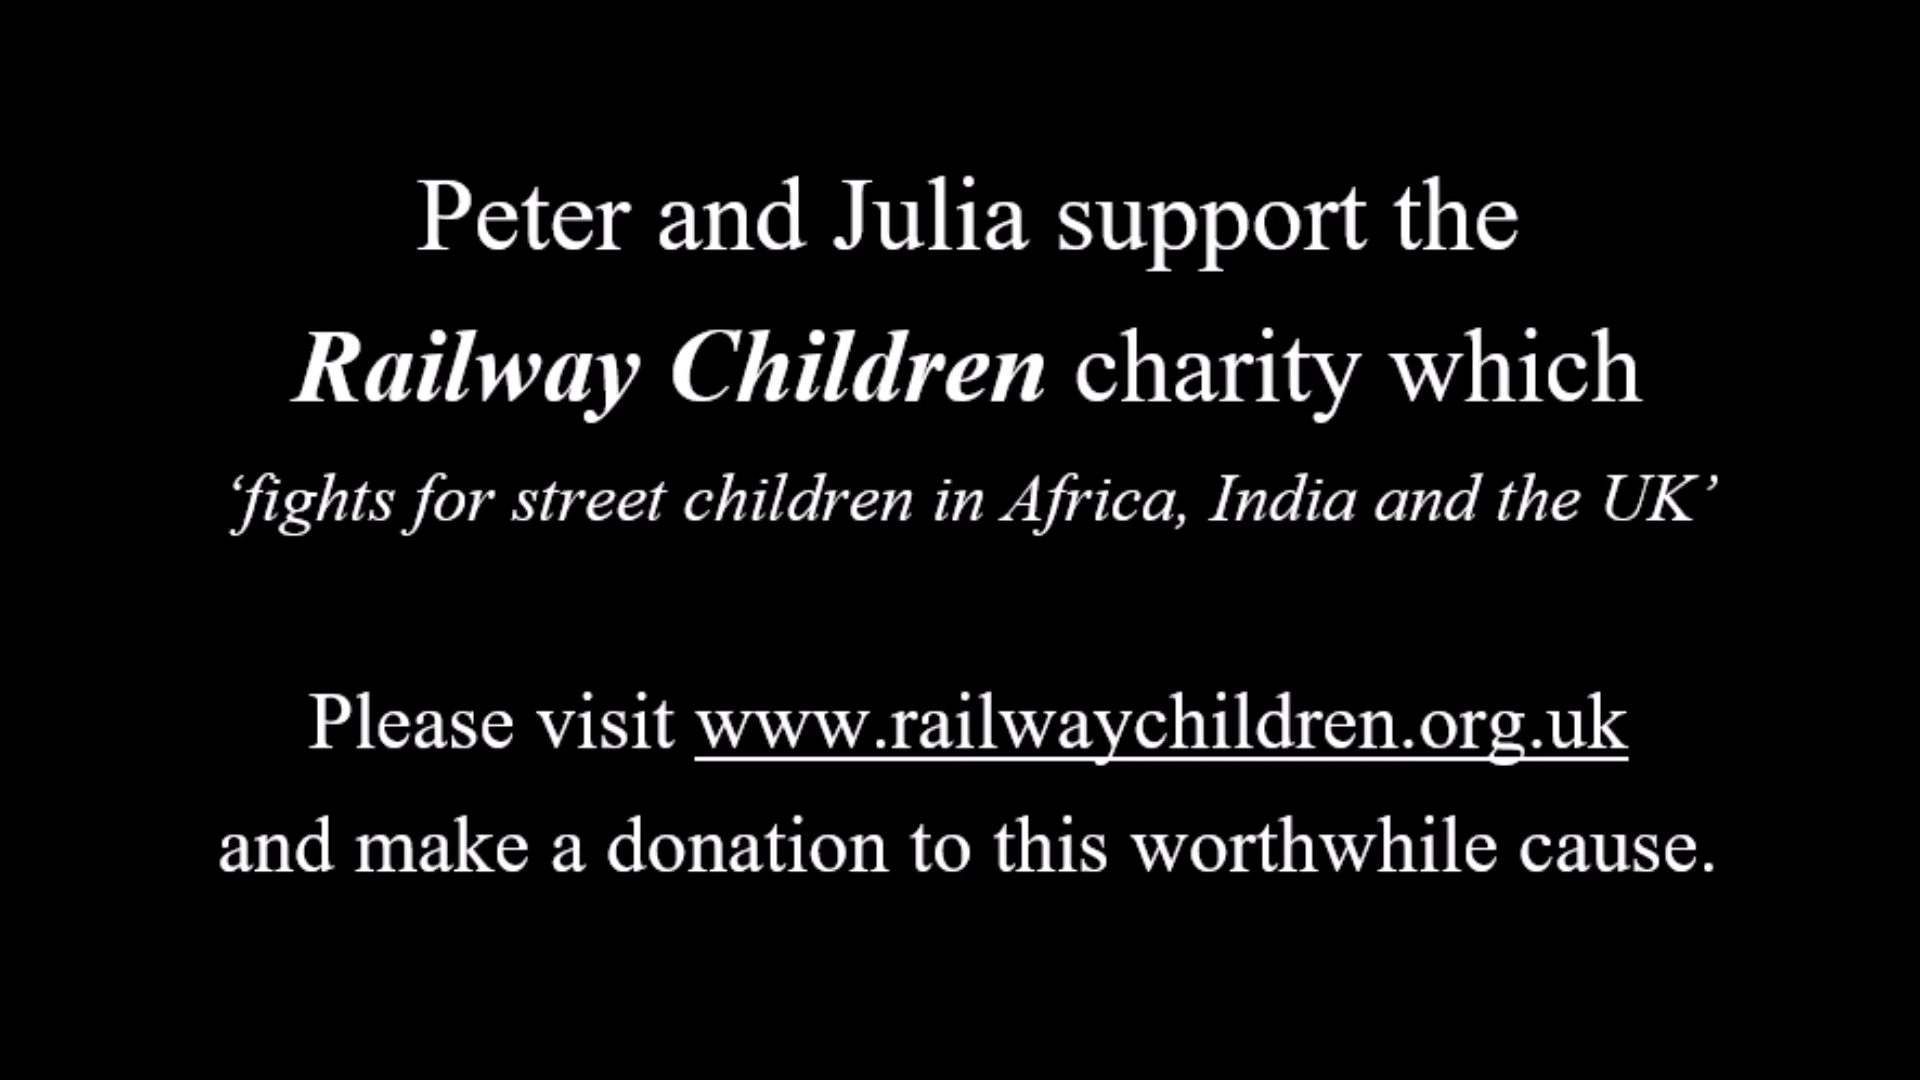 Peter and Julia support the
Railway Children charity which
‘fights for street children in Africa, India and the UK’
Please visit www.railwaychildren.org.uk
and make a donation to this worthwhile cause.